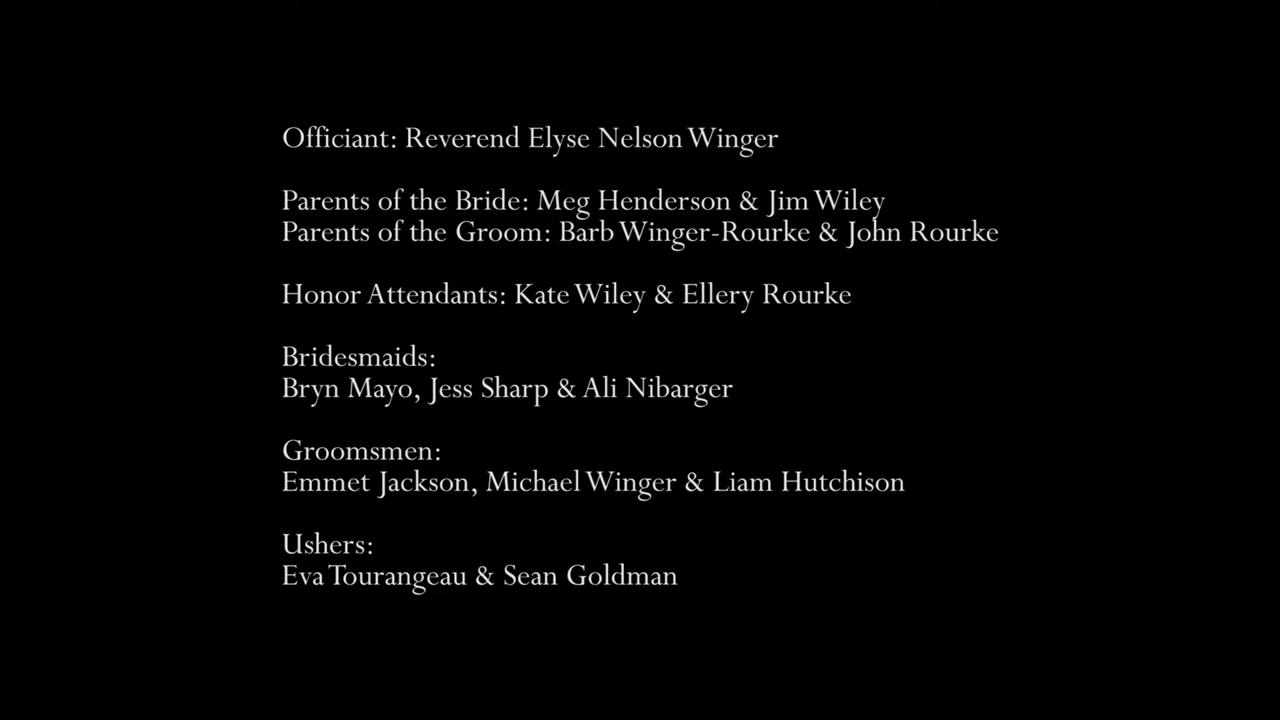 Officiant: Reverend Elyse Nelson Winger
Parents of the Bride: Meg Henderson & Jim Wiley
Parents of the Groom: Barb Winger-Rourke & John Rourke
Honor Attendants: Kate Wiley & Ellery Rourke
Bridesmaids:
Bryn Mayo, Jess Sharp & Ali Nibarger
Groomsmen:
Emmet Jackson, Michael Winger & Liam Hutchison
Ushers:
Eva Tourangeau & Sean Goldman